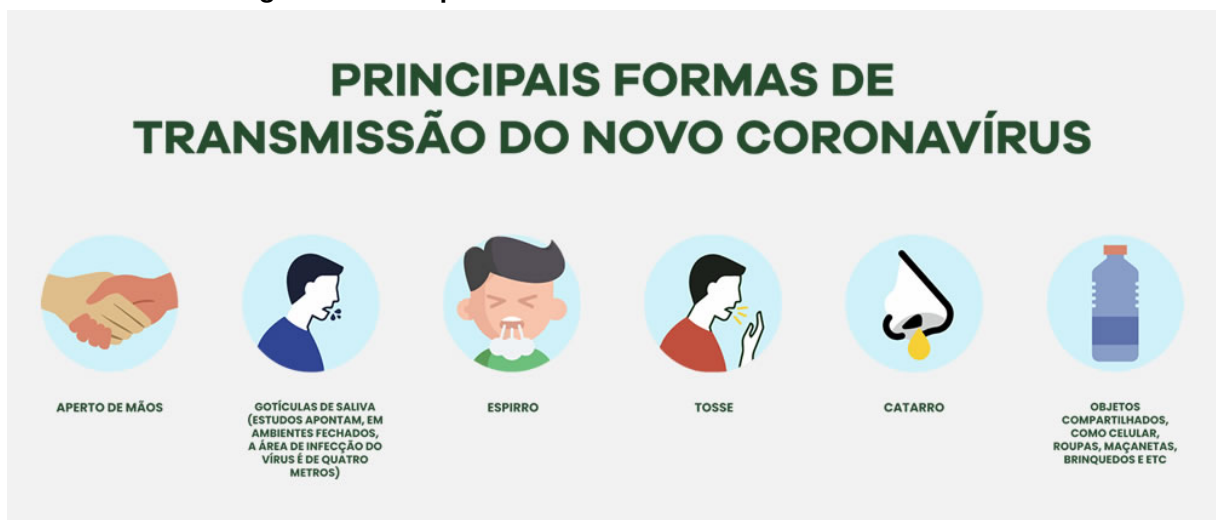 PRINCIPAIS FORMAS DE
TRANSMISSÃO DO NOVO CORONAVÍRUS
APERTO DE MÃOS
GOTÍCULAS DE SALIVA
(ESTUDOS APONTAM, EM
AMBIENTES FECHADOS,
A ÁREA DE INFECÇÃO DO
VÍRUS É DE QUATRO
METROS)
ESPIRRO
TOSSE
CATARRO
OBJETOS
COMPARTILHADOS,
COMO CELULAR,
ROUPAS, MAÇANETAS,
BRINQUEDOS E ETC